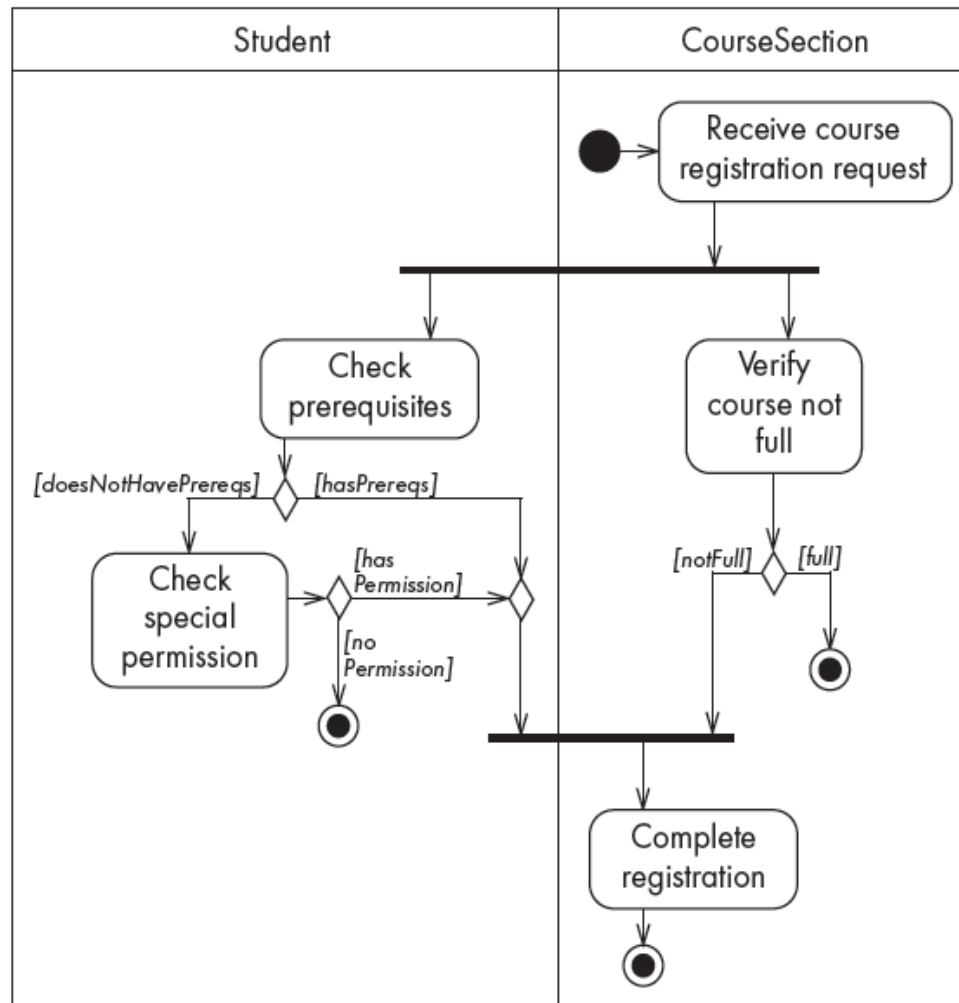 Student
CourseSection
Receive course
registration request
Check
prerequisites
Verify
course not
full
[doesNotHavePrereqs]
[hasPrereqs]
[notFull]
[full]
Check
special
permission
[has
Permission]
[no
Permission]
Complete
registration